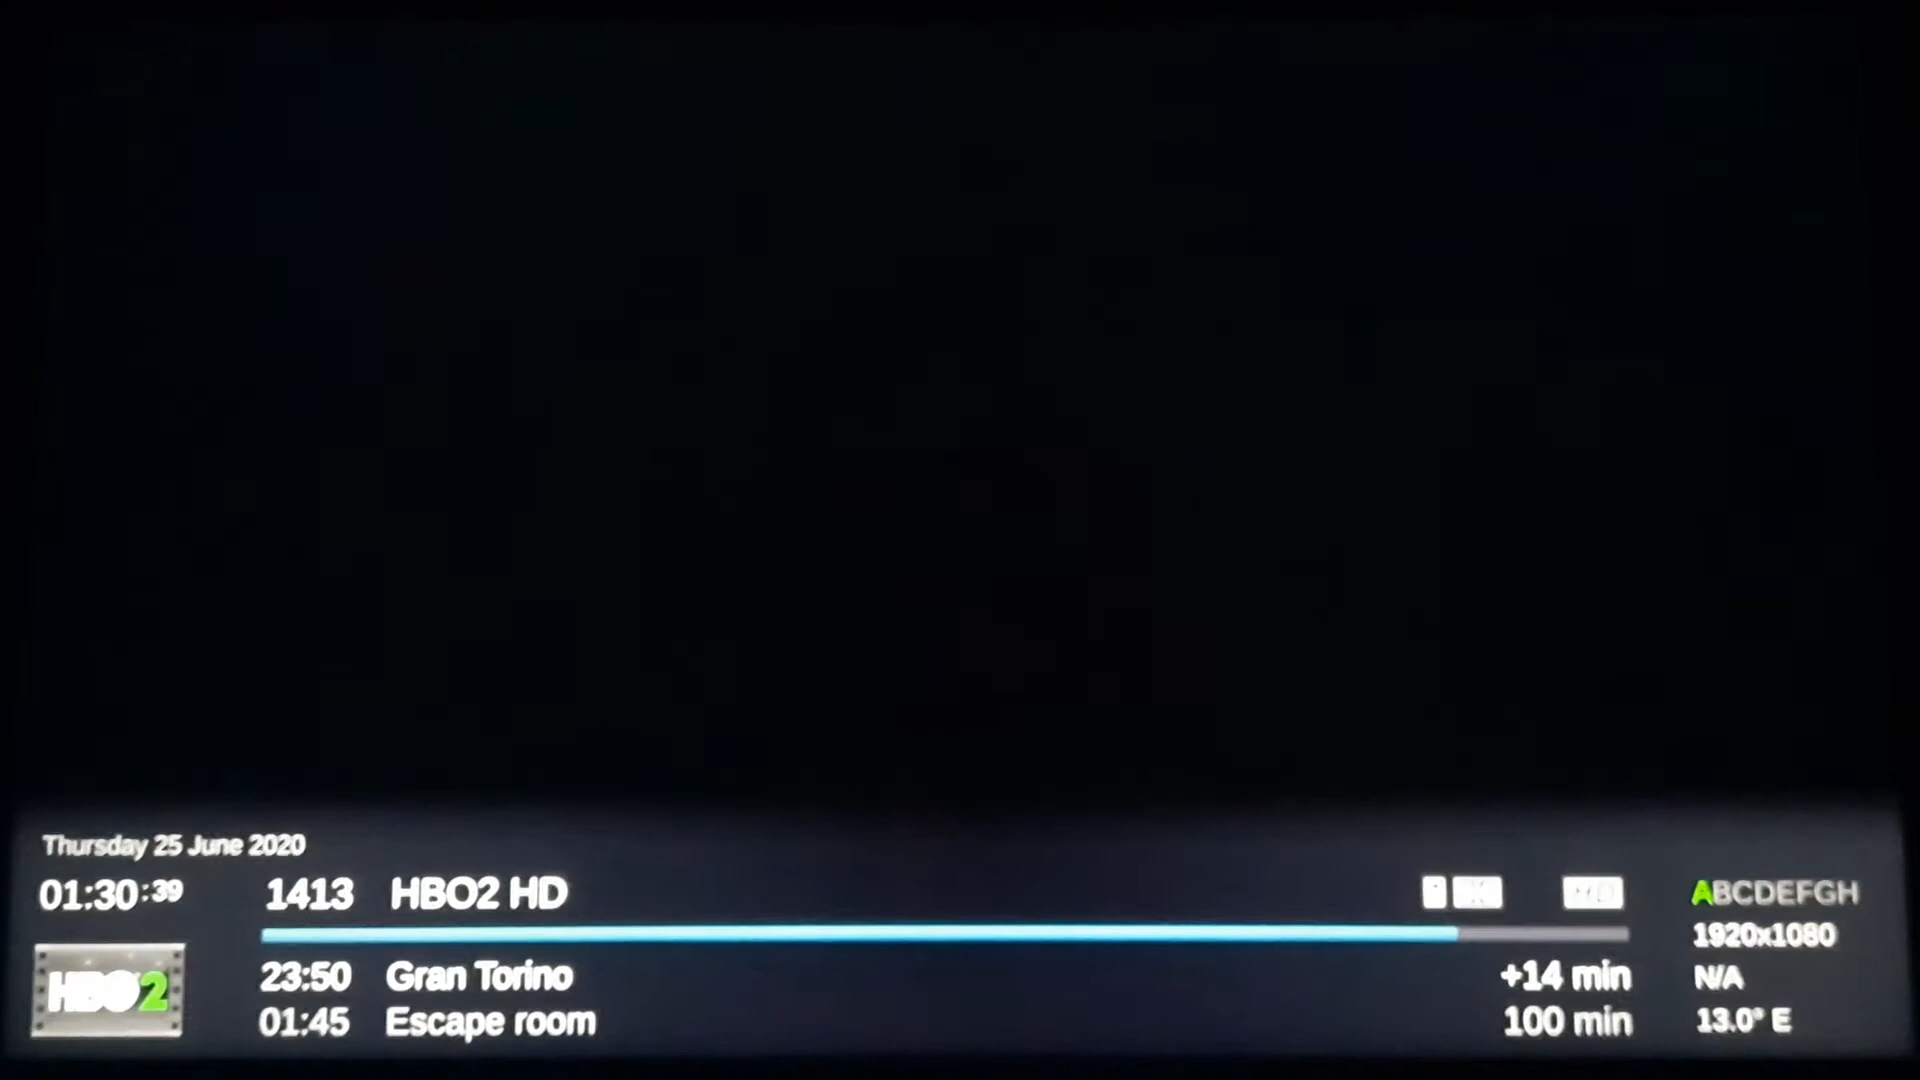 Thursday 25 June 2020
01:30:39 1413 HBO2 HD ABCDEFGH
1920x1080
23:50 Gran Torino +14 min N/A
HBO2
01:45 Escape room 100 min 13.0° E